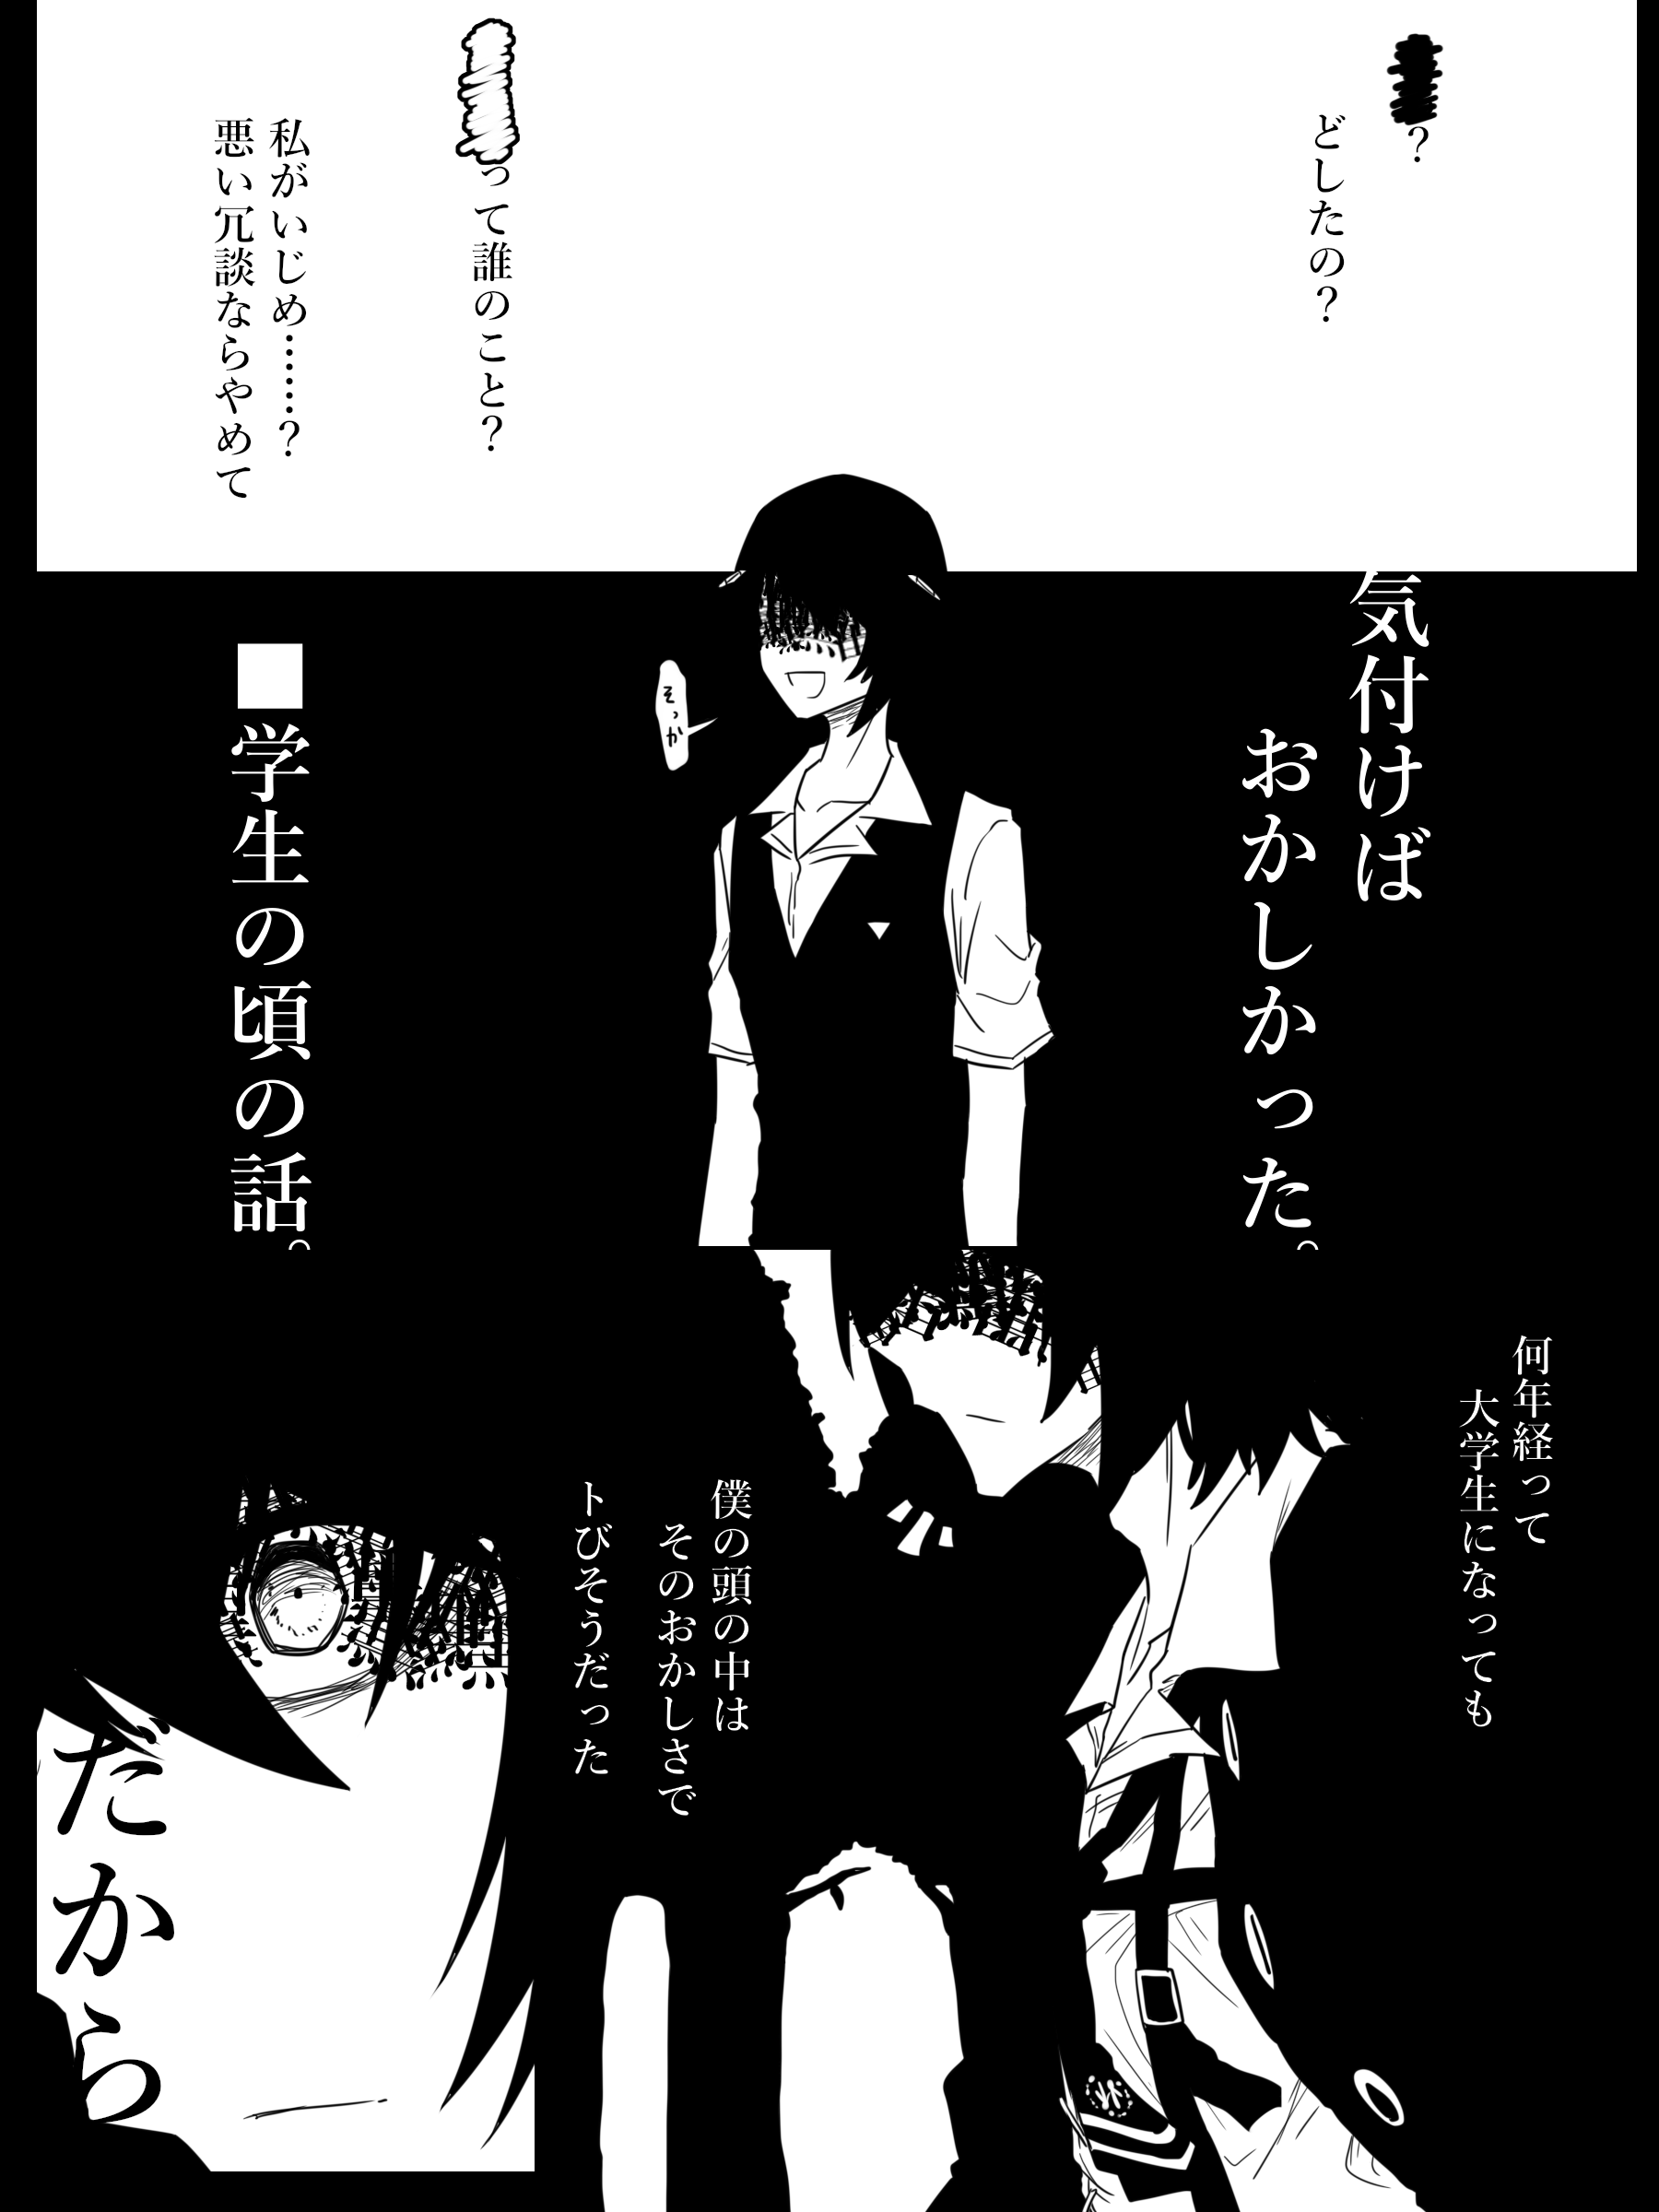 ？
どしたの？
って誰のこと？
私がいじめ………？
悪い冗談ならやめて
気付けば
おかしかった。
そっか
■学生の頃の話。
何年経って
大学生になっても
僕の頭の中は
そのおかしさで
トびそうだった
だから